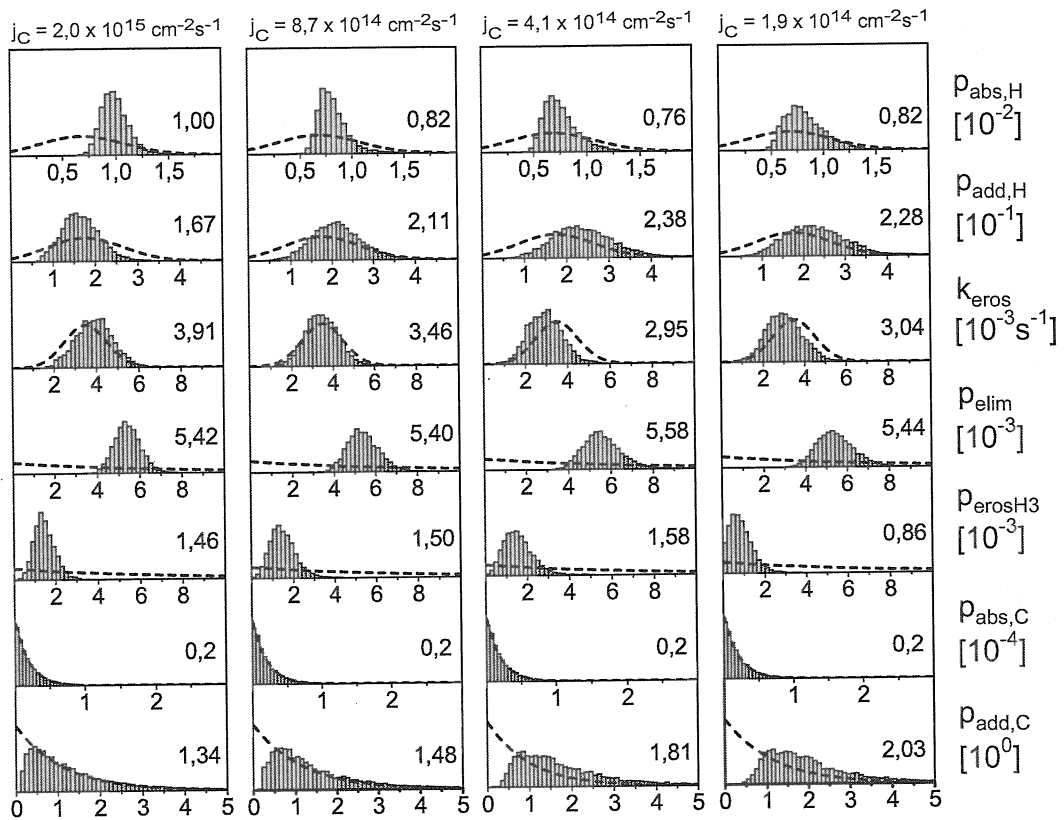 j_C = 2,0 x 10^15 cm^-2s^-1 j_C = 8,7 x 10^14 cm^-2s^-1 j_C = 4,1 x 10^14 cm^-2s^-1 j_C = 1,9 x 10^14 cm^-2s^-1
1,00 0,82 0,76 0,82 p_abs,H [10^-2]
0,5 1,0 1,5 0,5 1,0 1,5 0,5 1,0 1,5 0,5 1,0 1,5
1,67 2,11 2,38 2,28 p_add,H [10^-1]
1 2 3 4 1 2 3 4 1 2 3 4 1 2 3 4
3,91 3,46 2,95 3,04 k_eros [10^-3s^-1]
2 4 6 8 2 4 6 8 2 4 6 8 2 4 6 8
5,42 5,40 5,58 5,44 p_elim [10^-3]
2 4 6 8 2 4 6 8 2 4 6 8 2 4 6 8
1,46 1,50 1,58 0,86 p_erosH3 [10^-3]
2 4 6 8 2 4 6 8 2 4 6 8 2 4 6 8
0,2 0,2 0,2 0,2 p_abs,C [10^-4]
1 2 1 2 1 2 1 2
1,34 1,48 1,81 2,03 p_add,C [10^0]
0 1 2 3 4 5 0 1 2 3 4 5 0 1 2 3 4 5 0 1 2 3 4 5